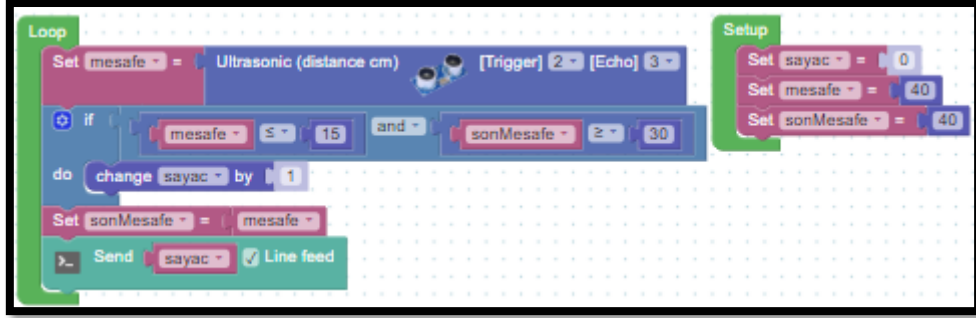 Loop
Set mesafe = Ultrasonic (distance cm) [Trigger] 2 [Echo] 3
if mesafe ≤ 15 and sonMesafe ≥ 30
do change sayac by 1
Set sonMesafe = mesafe
>_ Send sayac Line feed
Setup
Set sayac = 0
Set mesafe = 40
Set sonMesafe = 40